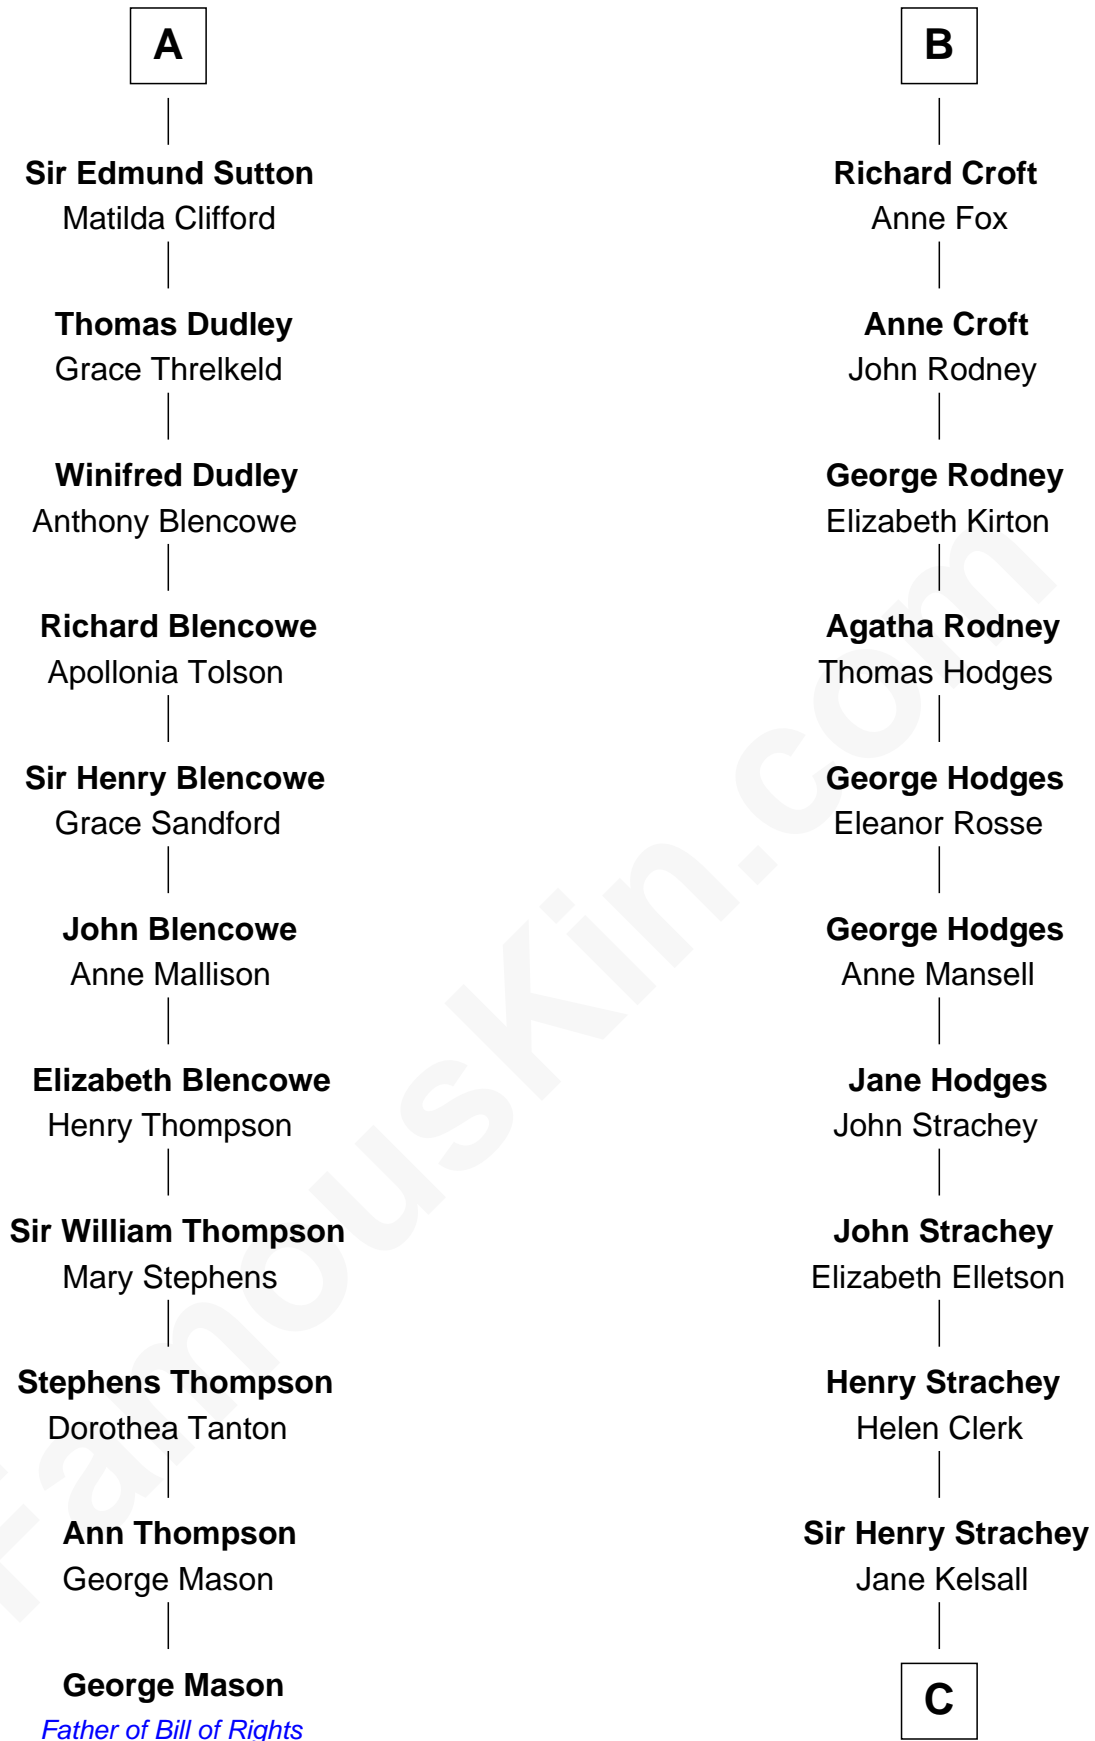 A
Sir Edmund Sutton
Matilda Clifford
Thomas Dudley
Grace Threlkeld
Winifred Dudley
Anthony Blencowe
Richard Blencowe
Apollonia Tolson
Sir Henry Blencowe
Grace Sandford
John Blencowe
Anne Mallison
Elizabeth Blencowe
Henry Thompson
Sir William Thompson
Mary Stephens
Stephens Thompson
Dorothea Tanton
Ann Thompson
George Mason
George Mason
Father of Bill of Rights
B
Richard Croft
Anne Fox
Anne Croft
John Rodney
George Rodney
Elizabeth Kirton
Agatha Rodney
Thomas Hodges
George Hodges
Eleanor Rosse
George Hodges
Anne Mansell
Jane Hodges
John Strachey
John Strachey
Elizabeth Elletson
Henry Strachey
Helen Clerk
Sir Henry Strachey
Jane Kelsall
C
FamousKin.com